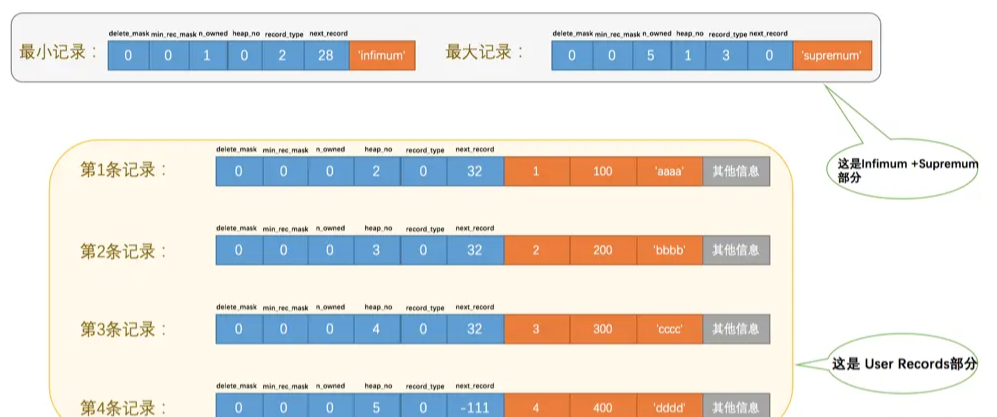 delete_mask min_rec_mask n_owned heap_no record_type next_record
最小记录： 0 0 1 0 2 28 'infimum'
delete_mask min_rec_mask n_owned heap_no record_type next_record
最大记录： 0 0 5 1 3 0 'supremum'
这是Infimum +Supremum
部分
delete_mask min_rec_mask n_owned heap_no record_type next_record
第1条记录： 0 0 0 2 0 32 1 100 'aaaa' 其他信息
delete_mask min_rec_mask n_owned heap_no record_type next_record
第2条记录： 0 0 0 3 0 32 2 200 'bbbb' 其他信息
delete_mask min_rec_mask n_owned heap_no record_type next_record
第3条记录： 0 0 0 4 0 32 3 300 'cccc' 其他信息
这是 User Records部分
delete_mask min_rec_mask n_owned heap_no record_type next_record
第4条记录： 0 0 0 5 0 -111 4 400 'dddd' 其他信息